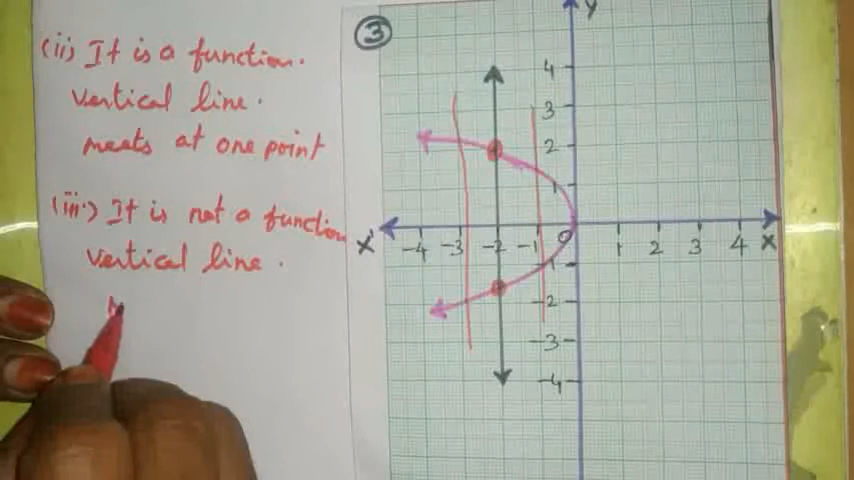 (ii) It is a function.
vertical line.
meets at one point
(iii) It is not a function
vertical line.
3
y
4
3
2
1
X' -4 -3 -2 -1 0 1 2 3 4 X
-1
-2
-3
-4